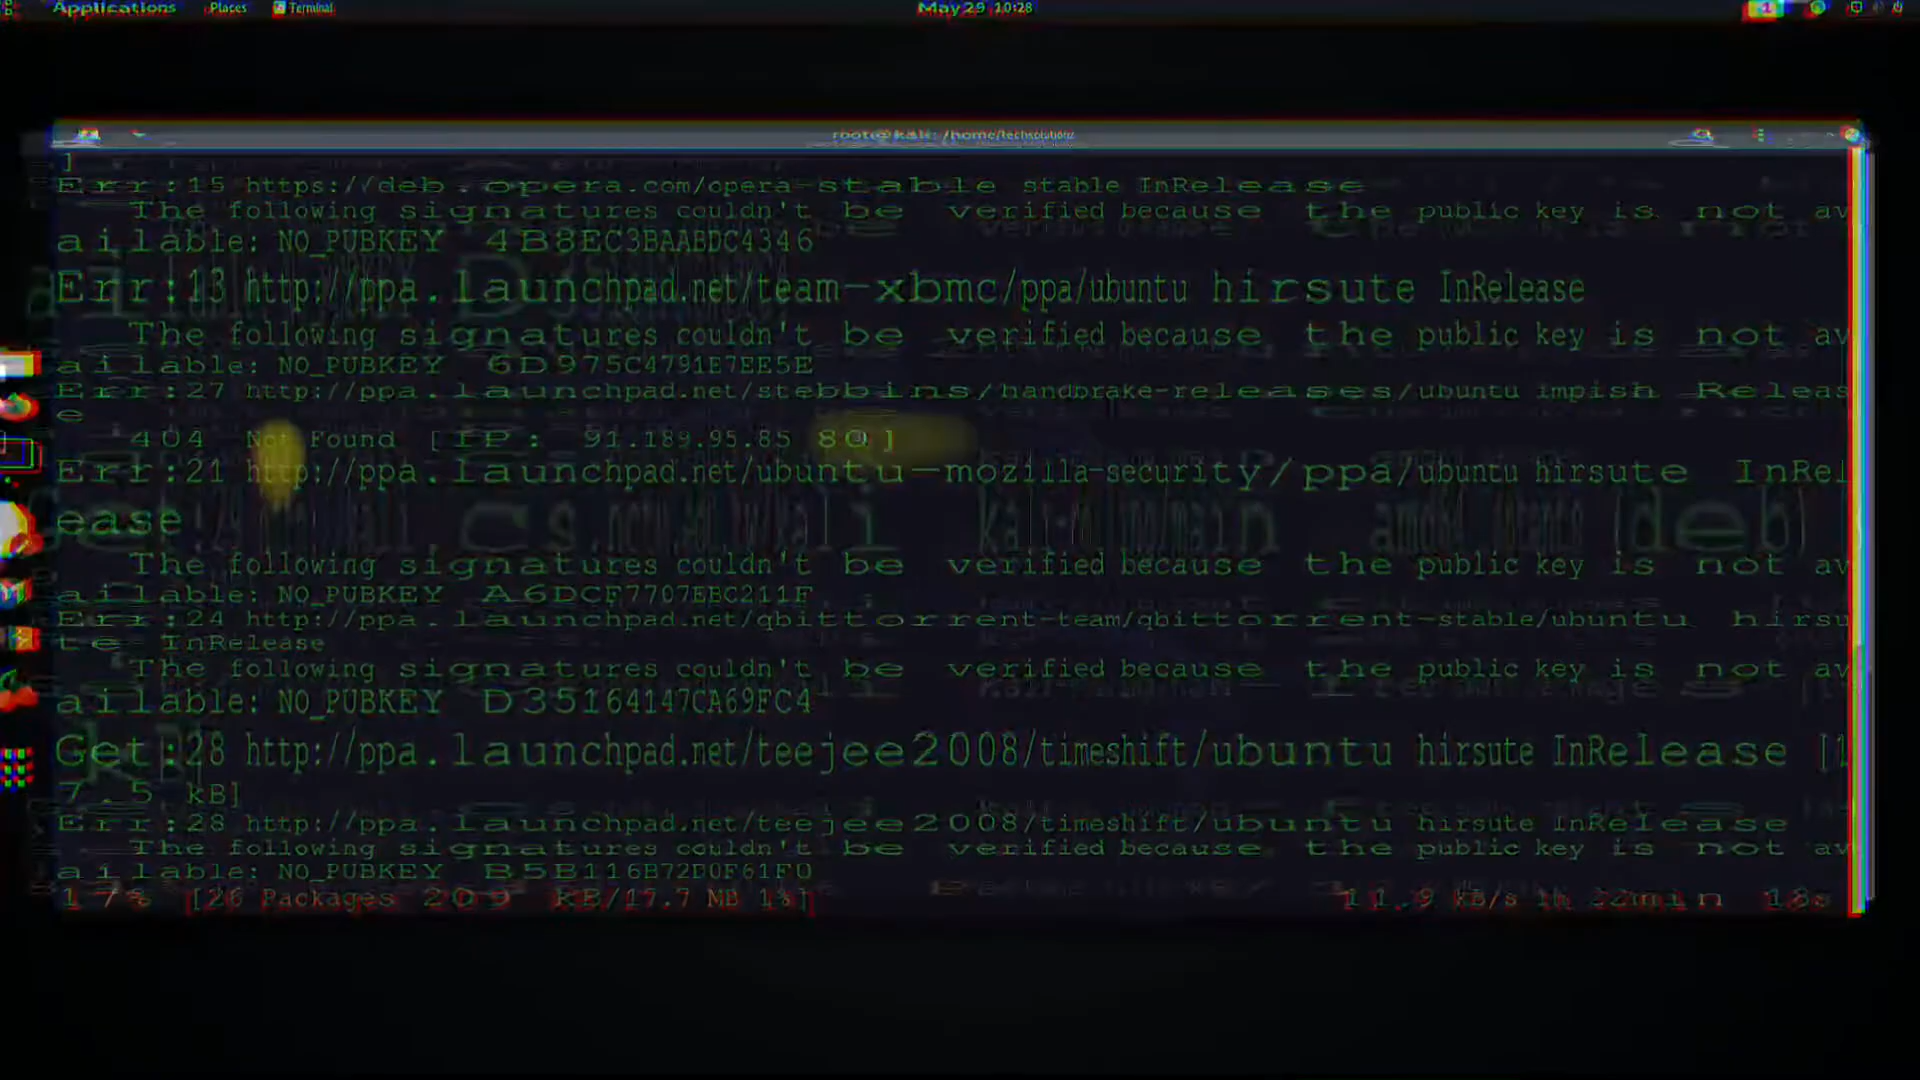 Applications Places Terminal May 29 10:28
root@kali: /home/techsolutionz
]
Err:15 https://deb.opera.com/opera-stable stable InRelease
The following signatures couldn't be verified because the public key is not av
ailable: NO_PUBKEY 4B8EC3BAABDC4346
Err:13 http://ppa.launchpad.net/team-xbmc/ppa/ubuntu hirsute InRelease
The following signatures couldn't be verified because the public key is not av
ailable: NO_PUBKEY 6D975C4791E7EE5E
Err:27 http://ppa.launchpad.net/stebbins/handbrake-releases/ubuntu impish Releas
e
404 Not Found [IP: 91.189.95.85 80]
Err:21 http://ppa.launchpad.net/ubuntu-mozilla-security/ppa/ubuntu hirsute InRel
ease
The following signatures couldn't be verified because the public key is not av
ailable: NO_PUBKEY A6DCF7707EBC211F
Err:24 http://ppa.launchpad.net/qbittorrent-team/qbittorrent-stable/ubuntu hirsu
te InRelease
The following signatures couldn't be verified because the public key is not av
ailable: NO_PUBKEY D35164147CA69FC4
Get:28 http://ppa.launchpad.net/teejee2008/timeshift/ubuntu hirsute InRelease [1
7.5 kB]
Err:28 http://ppa.launchpad.net/teejee2008/timeshift/ubuntu hirsute InRelease
The following signatures couldn't be verified because the public key is not av
ailable: NO_PUBKEY B5B116B72D0F61F0
17% [26 Packages 209 kB/17.7 MB 1%] 11.9 kB/s 1h 22min 18s